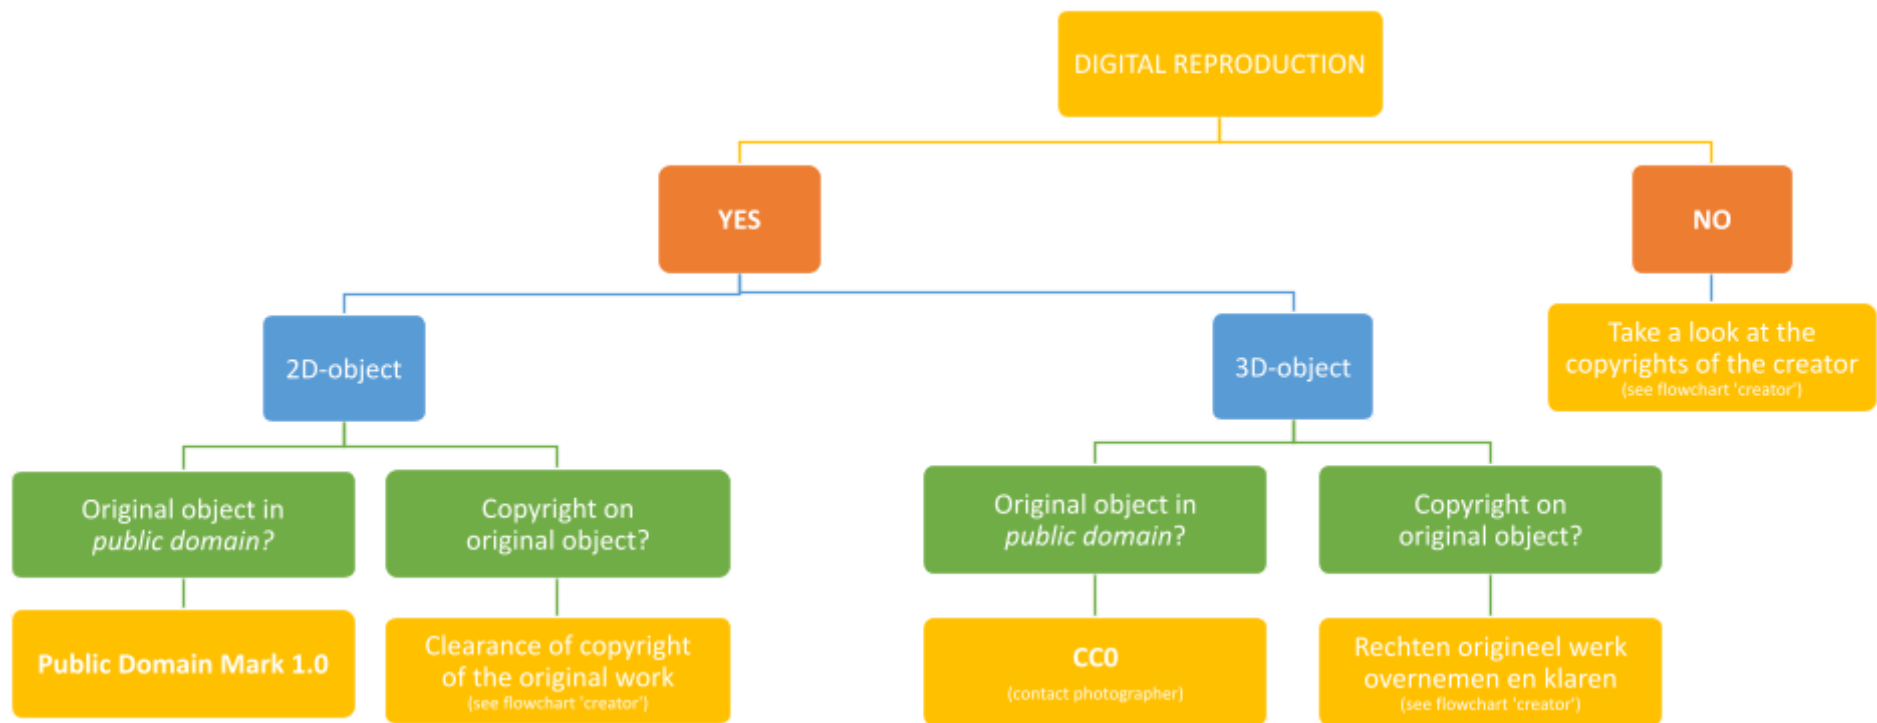 DIGITAL REPRODUCTION
YES
NO
2D-object
3D-object
Take a look at the
copyrights of the creator
(see flowchart 'creator')
Original object in
public domain?
Copyright on
original object?
Original object in
public domain?
Copyright on
original object?
Public Domain Mark 1.0
Clearance of copyright
of the original work
(see flowchart 'creator')
CC0
(contact photographer)
Rechten origineel werk
overnemen en klaren
(see flowchart 'creator')